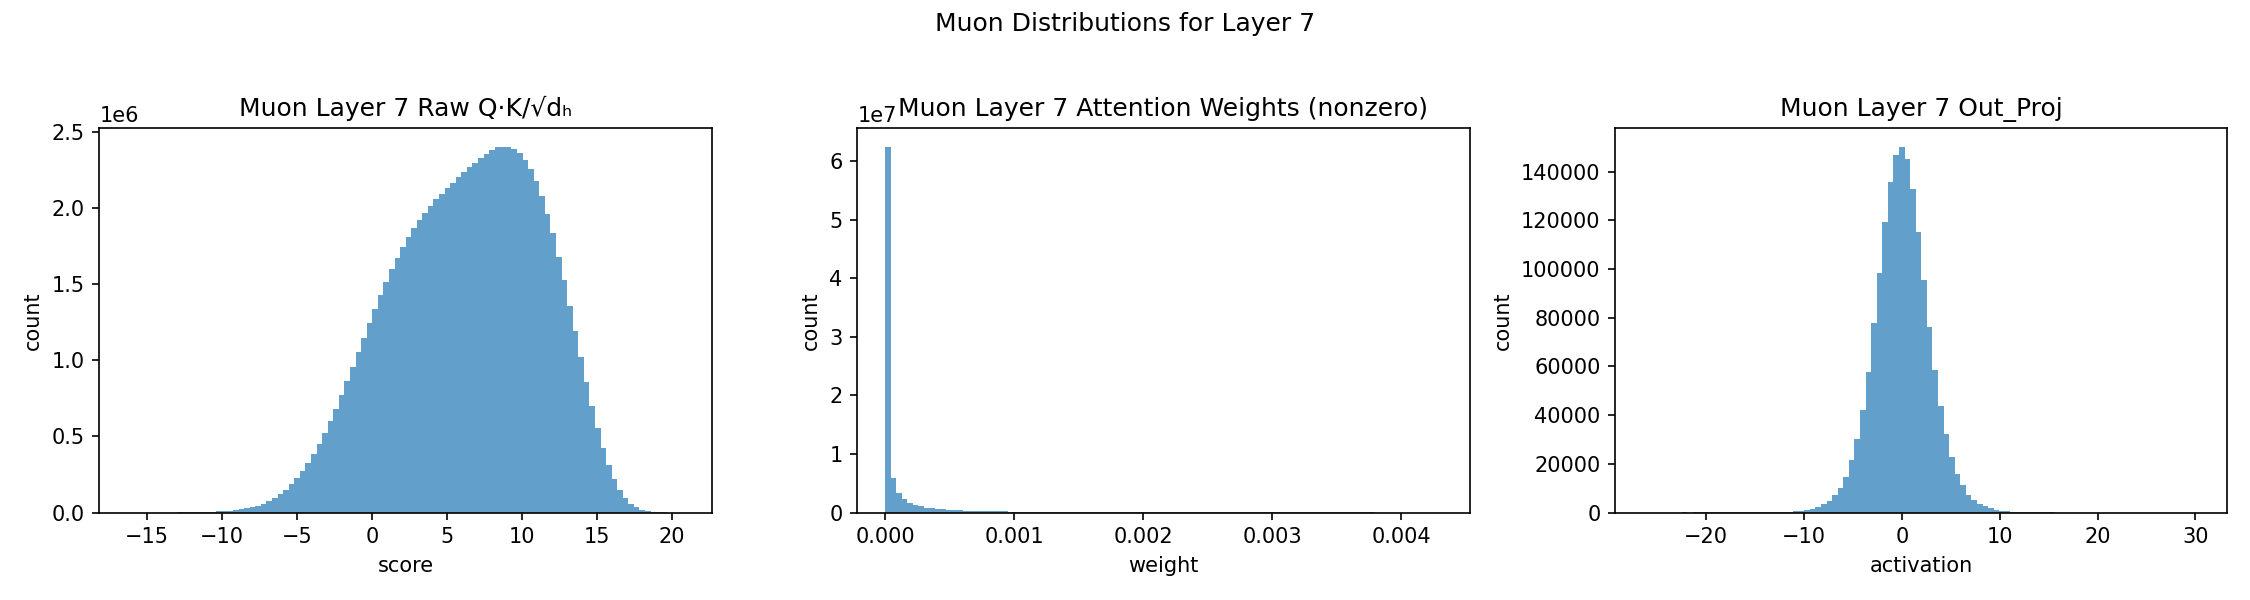 Muon Distributions for Layer 7
Muon Layer 7 Raw Q·K/√dₕ
1e6
2.5
2.0
1.5
1.0
0.5
0.0
count
−15 −10 −5 0 5 10 15 20
score
Muon Layer 7 Attention Weights (nonzero)
1e7
6
5
4
3
2
1
0
count
0.000 0.001 0.002 0.003 0.004
weight
Muon Layer 7 Out_Proj
140000
120000
100000
80000
60000
40000
20000
0
count
−20 −10 0 10 20 30
activation